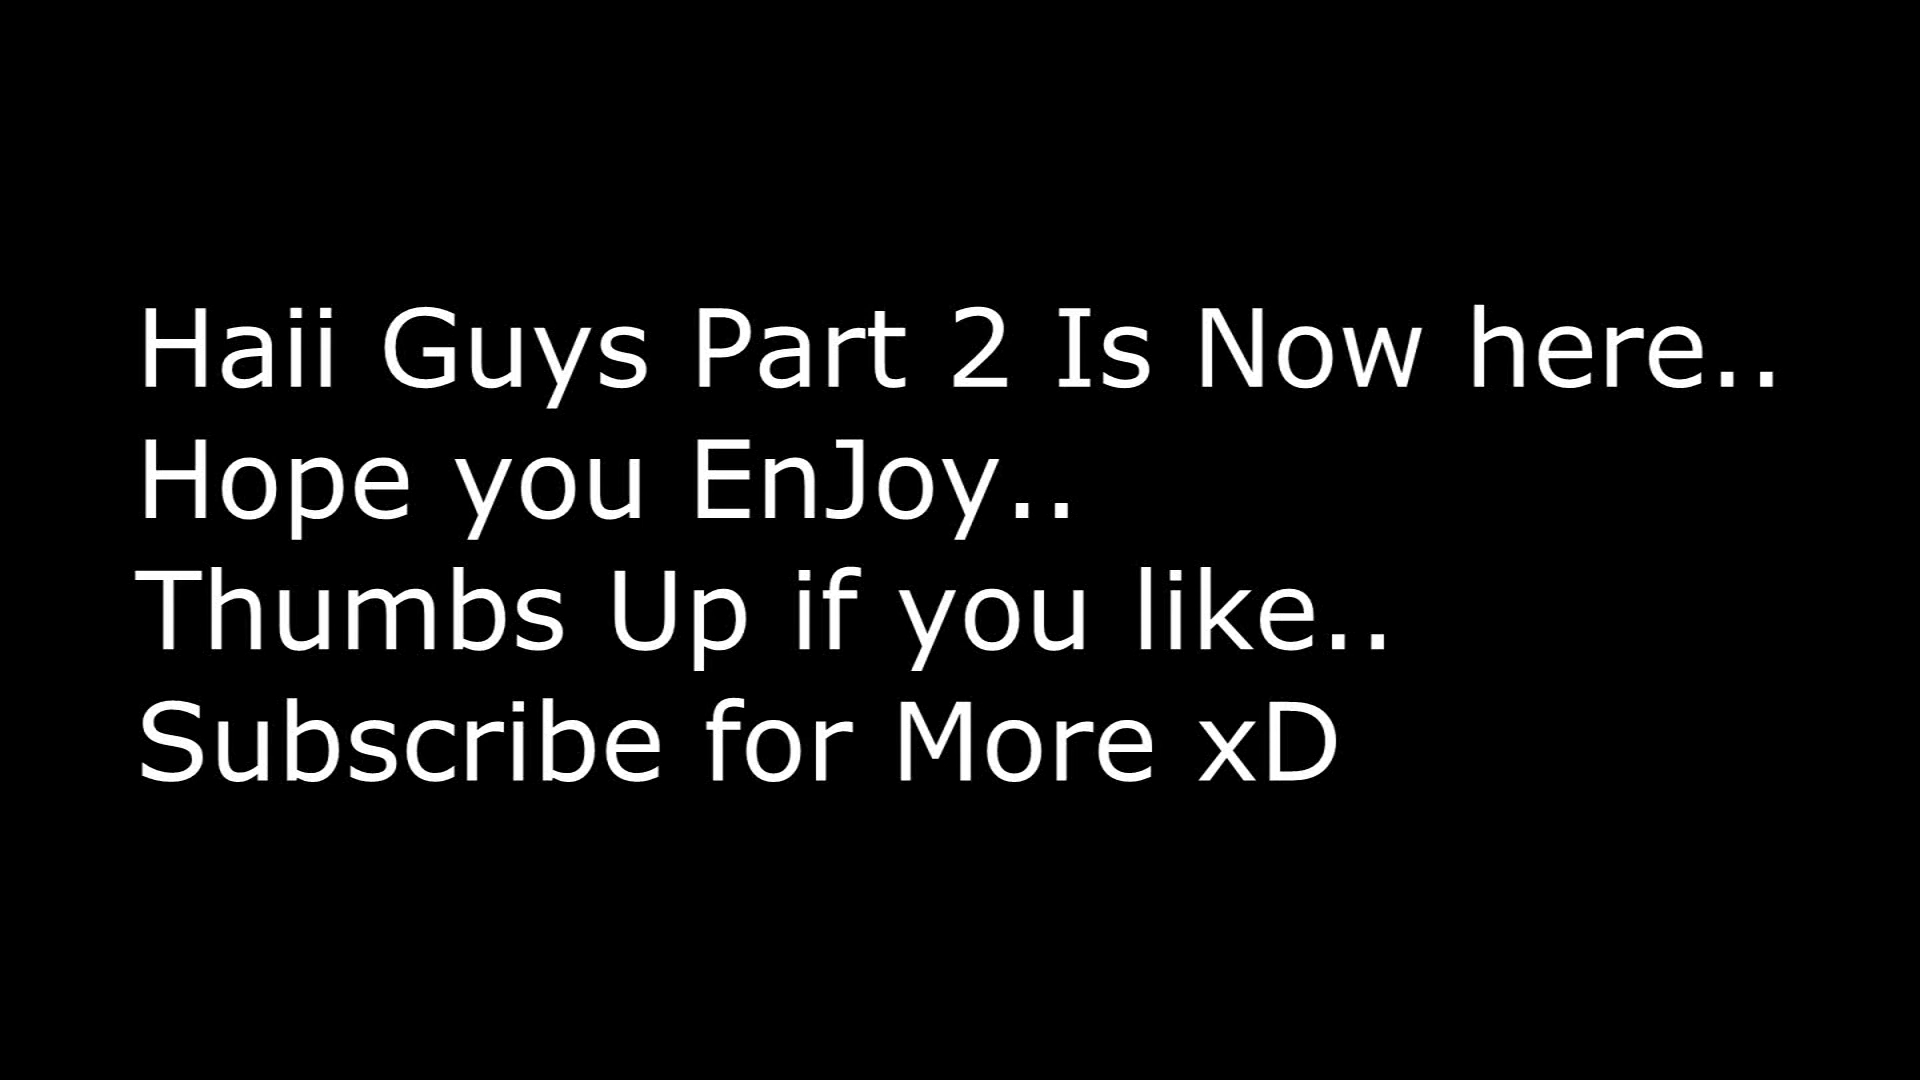 Haii Guys Part 2 Is Now here..
Hope you EnJoy..
Thumbs Up if you like..
Subscribe for More xD